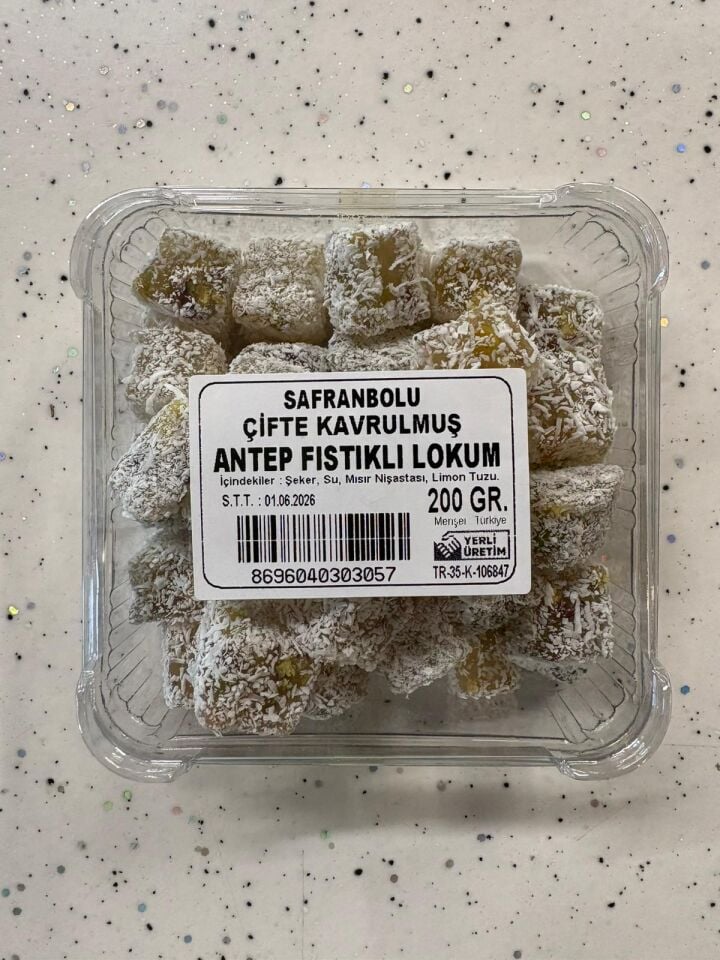 SAFRANBOLU
ÇİFTE KAVRULMUŞ
ANTEP FISTIKLI LOKUM
İçindekiler : Şeker, Su, Mısır Nişastası, Limon Tuzu.
S.T.T. : 01.06.2026
200 GR.
Menşei Türkiye
YERLİ
ÜRETİM
8696040303057
TR-35-K-106847